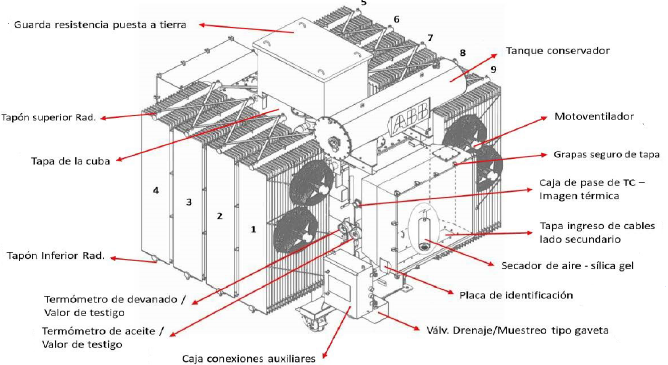 Guarda resistencia puesta a tierra
5
6
7
8
9
Tanque conservador
ABB
Tapón superior Rad.
Motoventilador
Grapas seguro de tapa
Tapa de la cuba
Caja de pase de TC –
Imagen térmica
4
3
2
1
Tapa ingreso de cables
lado secundario
Tapón Inferior Rad.
Secador de aire - sílica gel
Placa de identificación
Termómetro de devanado /
Valor de testigo
Termómetro de aceite /
Valor de testigo
Válv. Drenaje/Muestreo tipo gaveta
Caja conexiones auxiliares